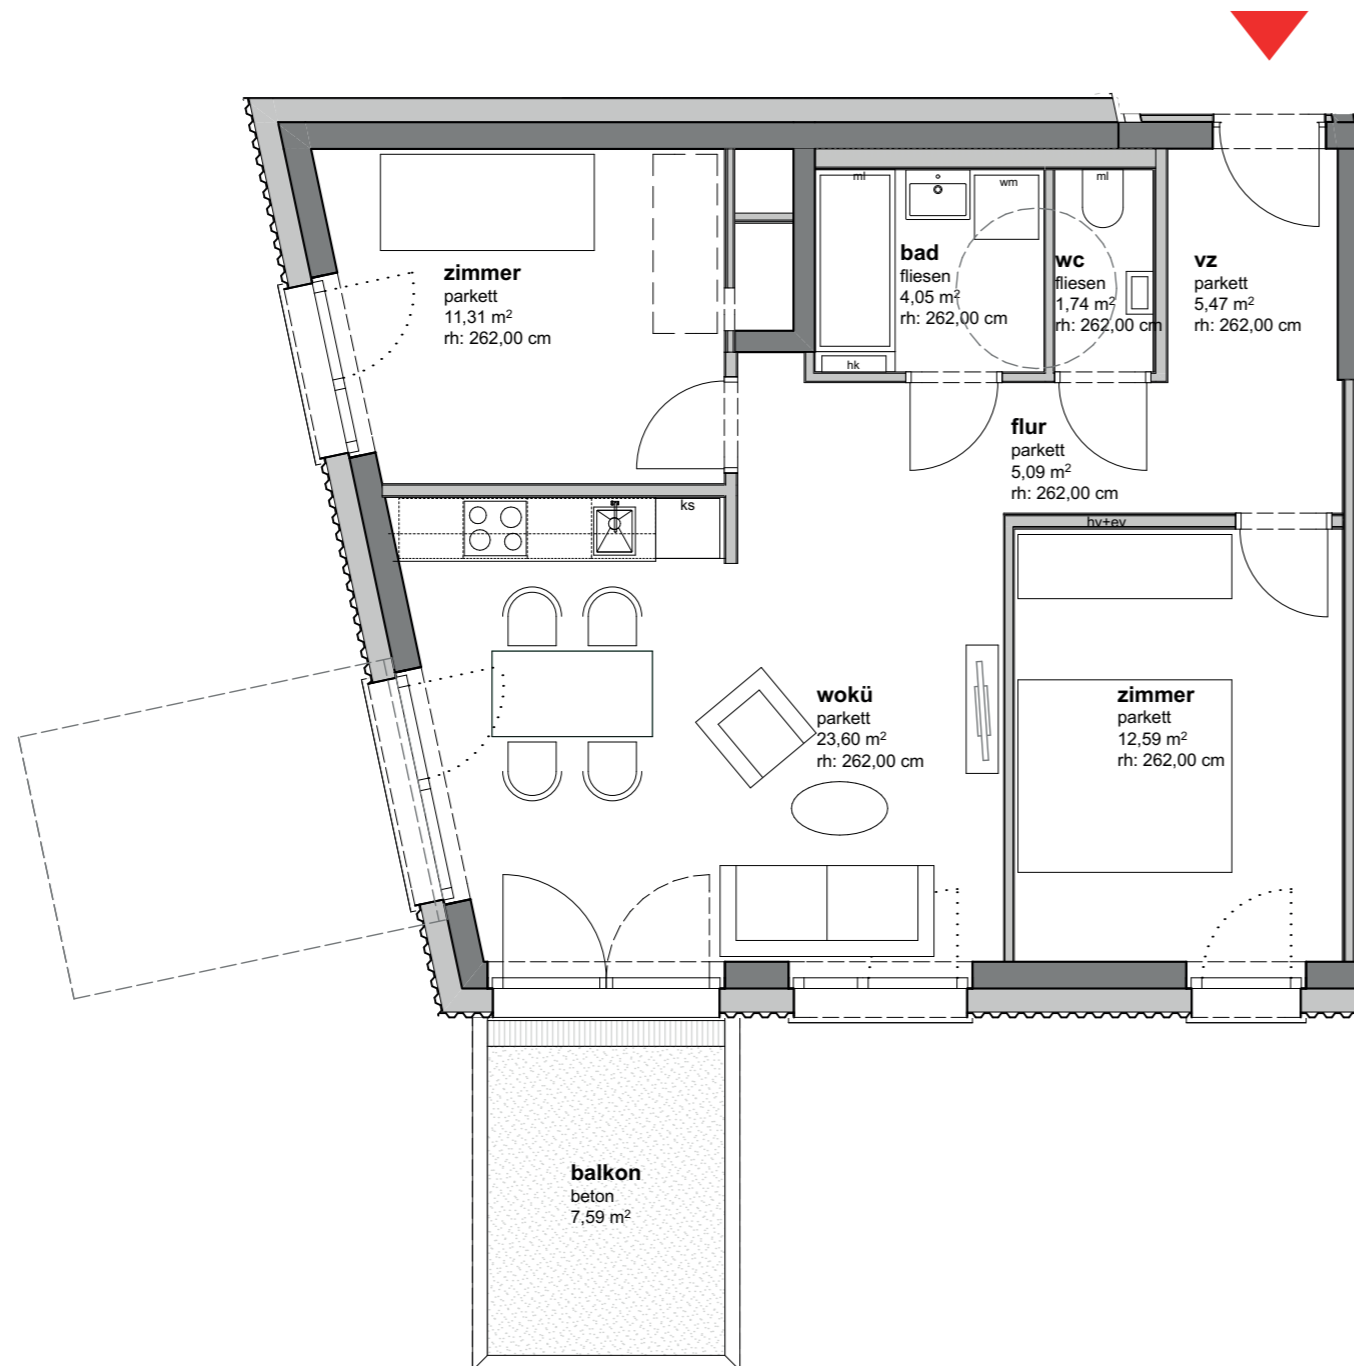 ml
wm
ml
zimmer
parkett
11,31 m²
rh: 262,00 cm
bad
fliesen
4,05 m²
rh: 262,00 cm
wc
fliesen
1,74 m²
rh: 262,00 cm
vz
parkett
5,47 m²
rh: 262,00 cm
hk
flur
parkett
5,09 m²
rh: 262,00 cm
ks
hv+ev
wokü
parkett
23,60 m²
rh: 262,00 cm
zimmer
parkett
12,59 m²
rh: 262,00 cm
balkon
beton
7,59 m²